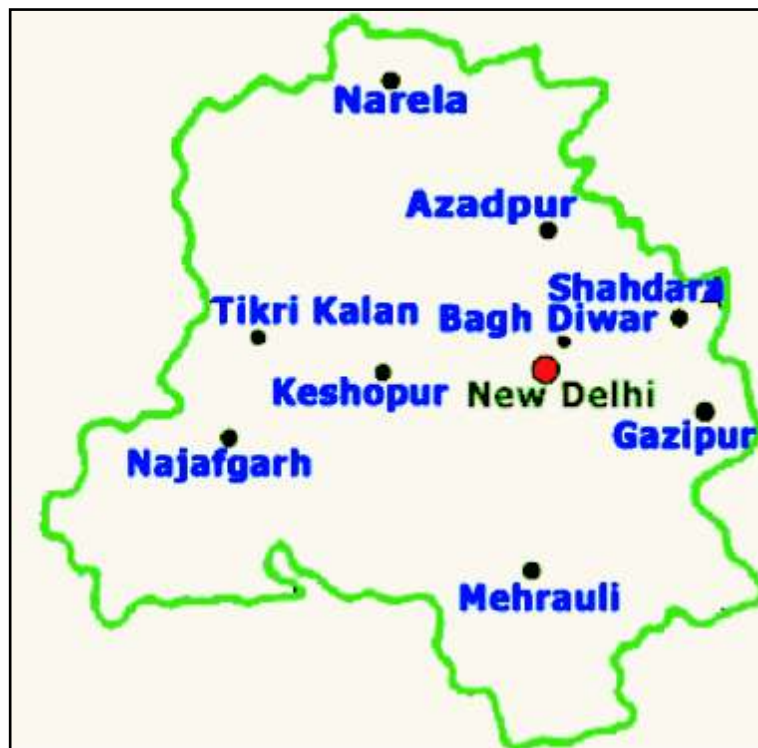 Narela
Azadpur
Shahdara
Tikri Kalan
Bagh Diwar
Keshopur
New Delhi
Gazipur
Najafgarh
Mehrauli